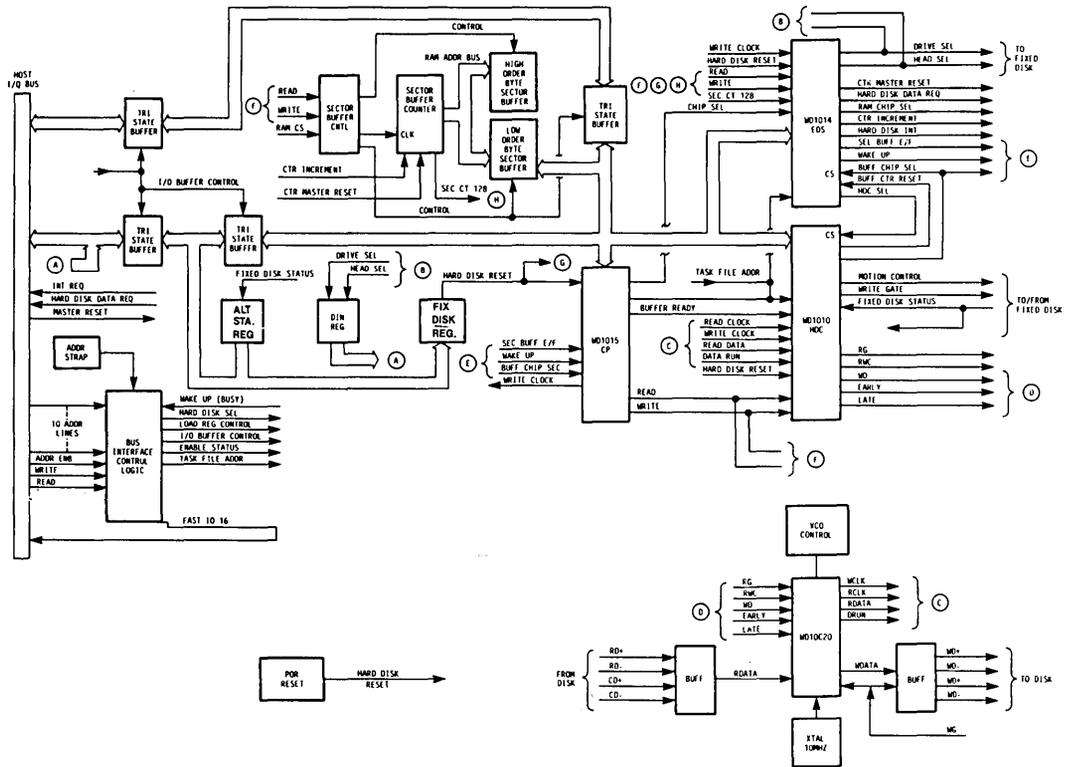 HOST
I/O BUS
TRI
STATE
BUFFER
I/O BUFFER CONTROL
TRI
STATE
BUFFER
TRI
STATE
BUFFER
A
INT REQ
HARD DISK DATA REQ
MASTER RESET
ADDR
STRAP
10 ADDR
LINES
ADDR ENB
WRITE
READ
BUS
INTERFACE
CONTROL
LOGIC
WAKE UP (BUSY)
HARD DISK SEL
LOAD REG CONTROL
I/O BUFFER CONTROL
ENABLE STATUS
TASK FILE ADDR
FAST IO 16
CONTROL
F
READ
WRITE
RAM CS
SECTOR
BUFFER
CNTL
SECTOR
BUFFER
COUNTER
CLK
RAM ADDR BUS
HIGH
ORDER
BYTE
SECTOR
BUFFER
LOW
ORDER
BYTE
SECTOR
BUFFER
CTR INCREMENT
CTR MASTER RESET
SEC CT 128
H
CONTROL
TRI
STATE
BUFFER
FIXED DISK STATUS
ALT
STA.
REG
DRIVE SEL
HEAD SEL
B
DIN
REG
A
FIX
DISK
REG.
HARD DISK RESET
G
E
SEC BUFF E/F
WAKE UP
BUFF CHIP SEC
WRITE CLOCK
WD1015
CP
BUFFER READY
READ
WRITE
F
B
WRITE CLOCK
HARD DISK RESET
READ
WRITE
SEC CT 128
CHIP SEL
F G H
WD1014
EDS
CS
DRIVE SEL
HEAD SEL
TO
FIXED
DISK
CTR MASTER RESET
HARD DISK DATA REQ
RAM CHIP SEL
CTR INCREMENT
HARD DISK INT
SEL BUFF E/F
WAKE UP
BUFF CHIP SEL
BUFF CTR RESET
HDC SEL
E
CS
WD1010
HDC
TASK FILE ADDR
C
READ CLOCK
WRITE CLOCK
READ DATA
DATA RUN
HARD DISK RESET
MOTION CONTROL
WRITE GATE
FIXED DISK STATUS
TO/FROM
FIXED DISK
RG
RWC
WD
EARLY
LATE
D
VCO
CONTROL
D
RG
RWC
WD
EARLY
LATE
WD10C20
WCLK
RCLK
RDATA
DRUN
C
FROM
DISK
RD+
RD-
CD+
CD-
BUFF
RDATA
WDATA
BUFF
WD+
WD-
WD+
WD-
TO DISK
WG
XTAL
10MHZ
POR
RESET
HARD DISK
RESET